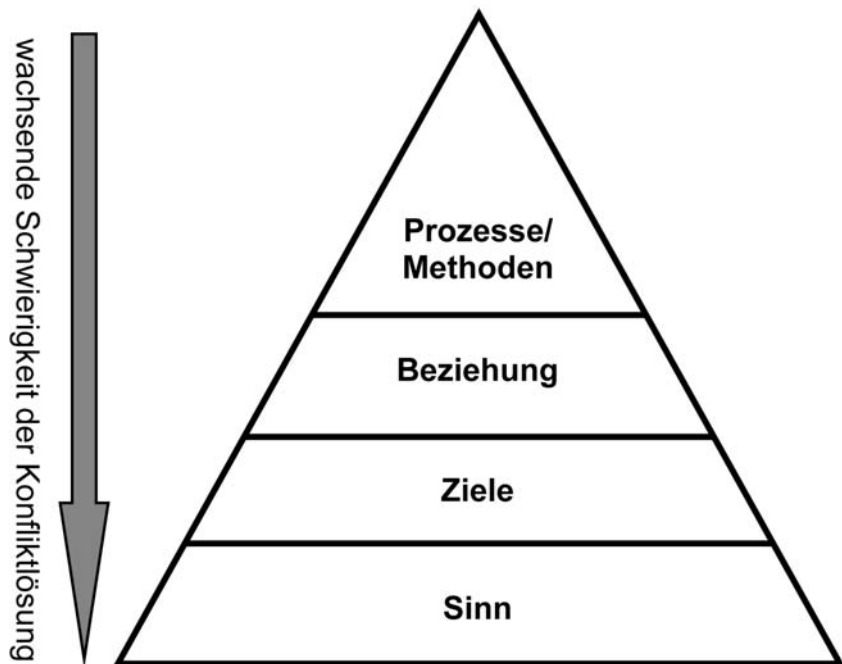 wachsende Schwierigkeit der Konfliktlösung
Prozesse/
Methoden
Beziehung
Ziele
Sinn